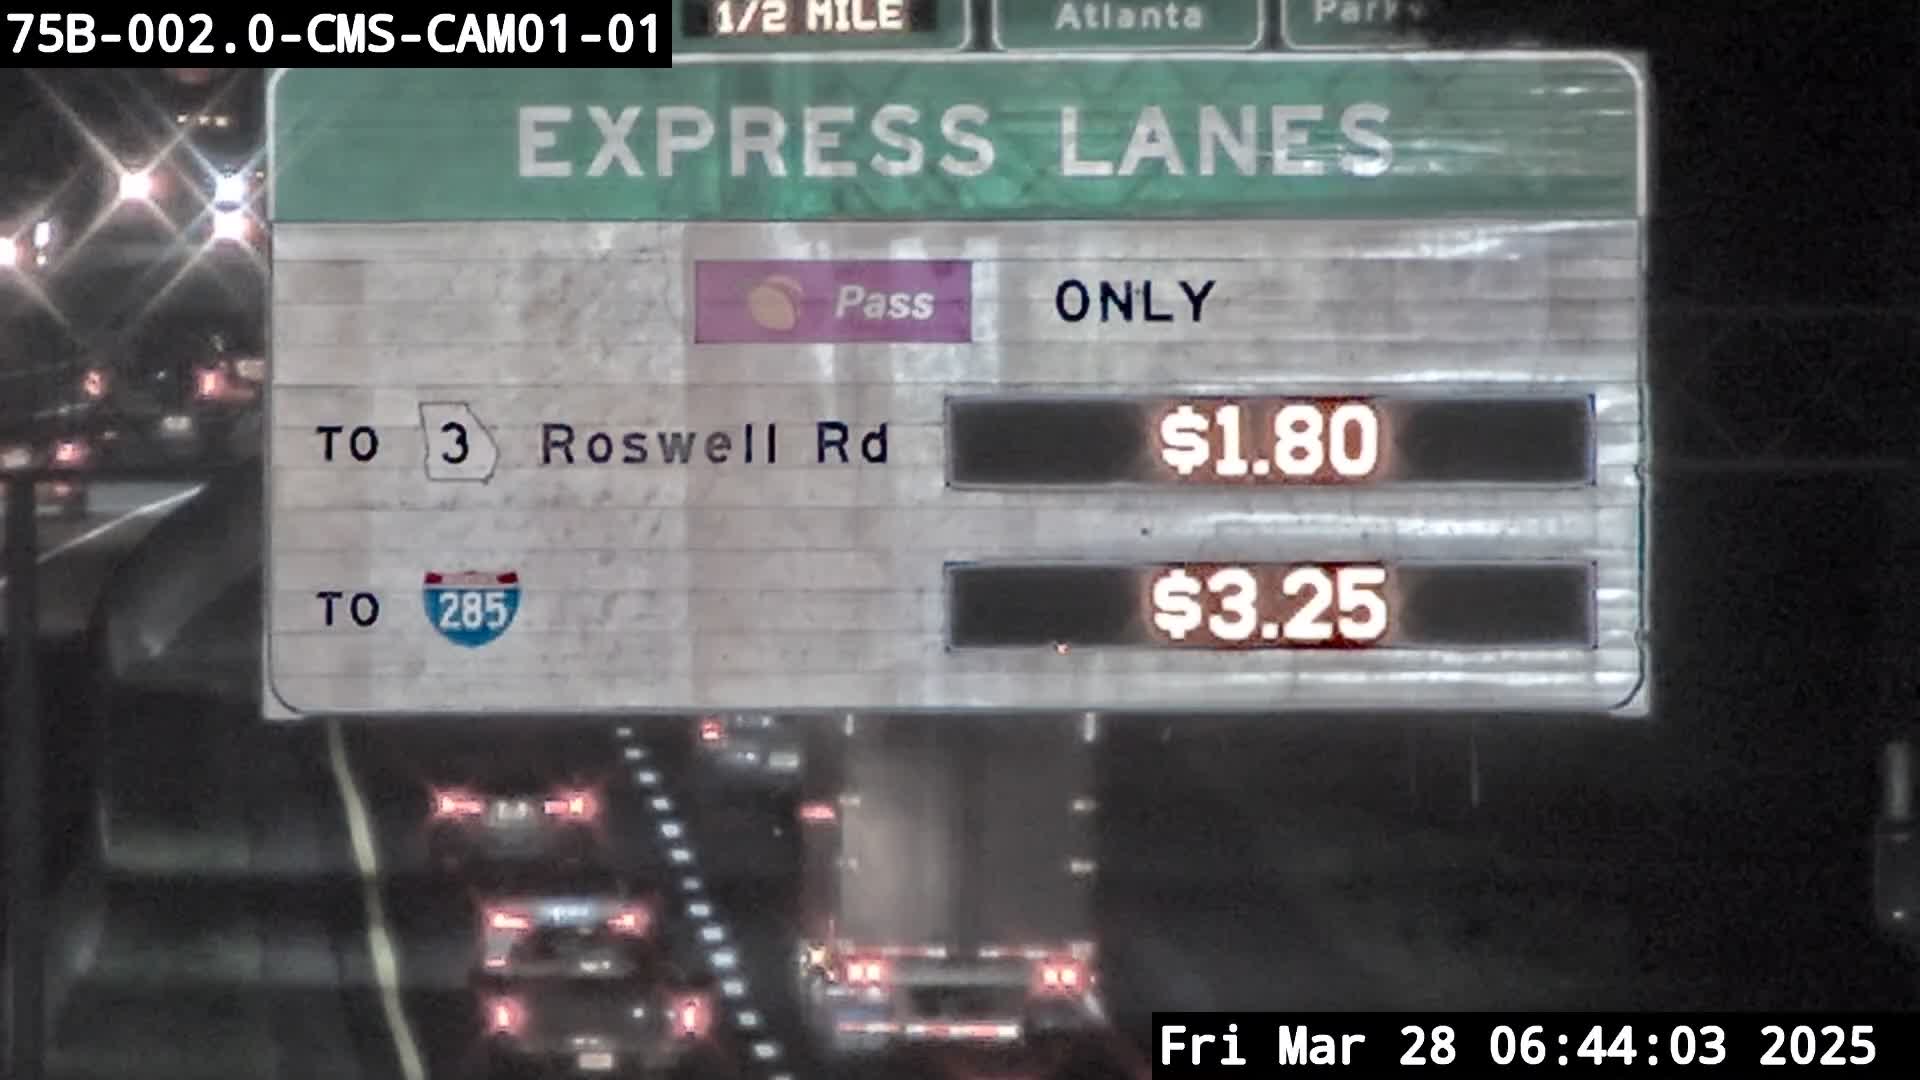 75B-002.0-CMS-CAM01-01
1/2 MILE
Atlanta
EXPRESS LANES
Pass ONLY
TO 3 Roswell Rd $1.80
TO 285 $3.25
Fri Mar 28 06:44:03 2025